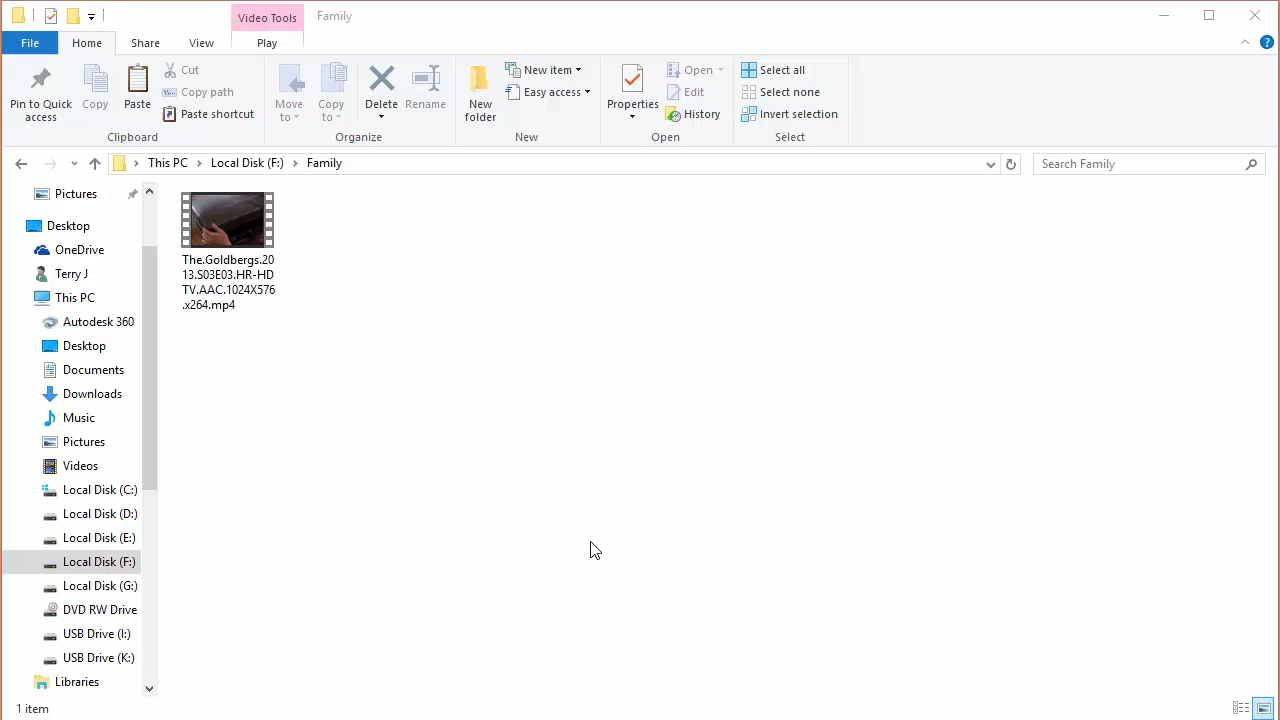 Video Tools
Family
File
Home
Share
View
Play
Pin to Quick access
Copy
Paste
Cut
Copy path
Paste shortcut
Clipboard
Move to
Copy to
Delete
Rename
Organize
New folder
New item
Easy access
New
Properties
Open
Edit
History
Open
Select all
Select none
Invert selection
Select
This PC
Local Disk (F:)
Family
Search Family
Pictures
Desktop
OneDrive
Terry J
This PC
Autodesk 360
Desktop
Documents
Downloads
Music
Pictures
Videos
Local Disk (C:)
Local Disk (D:)
Local Disk (E:)
Local Disk (F:)
Local Disk (G:)
DVD RW Drive
USB Drive (I:)
USB Drive (K:)
Libraries
The.Goldbergs.20
13.S03E03.HR-HD
TV.AAC.1024X576
.x264.mp4
1 item